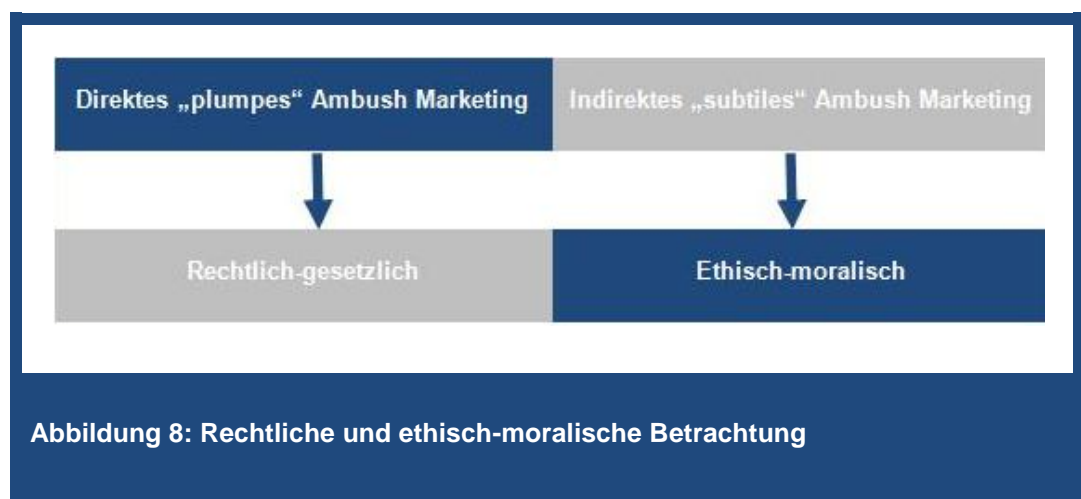 Direktes „plumpes“ Ambush Marketing
Indirektes „subtiles“ Ambush Marketing
Rechtlich-gesetzlich
Ethisch-moralisch
Abbildung 8: Rechtliche und ethisch-moralische Betrachtung